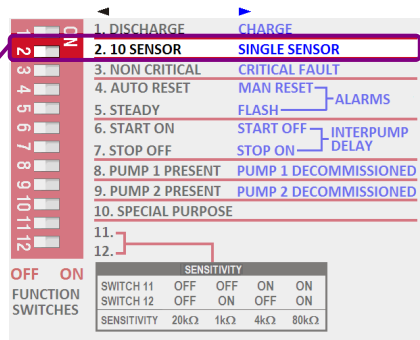 ON
1 1. DISCHARGE CHARGE
2 2. 10 SENSOR SINGLE SENSOR
3 3. NON CRITICAL CRITICAL FAULT
4 4. AUTO RESET MAN RESET ALARMS
5 5. STEADY FLASH
6 6. START ON START OFF INTERPUMP DELAY
7 7. STOP OFF STOP ON
8 8. PUMP 1 PRESENT PUMP 1 DECOMMISSIONED
9 9. PUMP 2 PRESENT PUMP 2 DECOMMISSIONED
10 10. SPECIAL PURPOSE
11 11.
12 12.
OFF ON
FUNCTION
SWITCHES
SENSITIVITY
SWITCH 11 OFF OFF ON ON
SWITCH 12 OFF ON OFF ON
SENSITIVITY 20kΩ 1kΩ 4kΩ 80kΩ